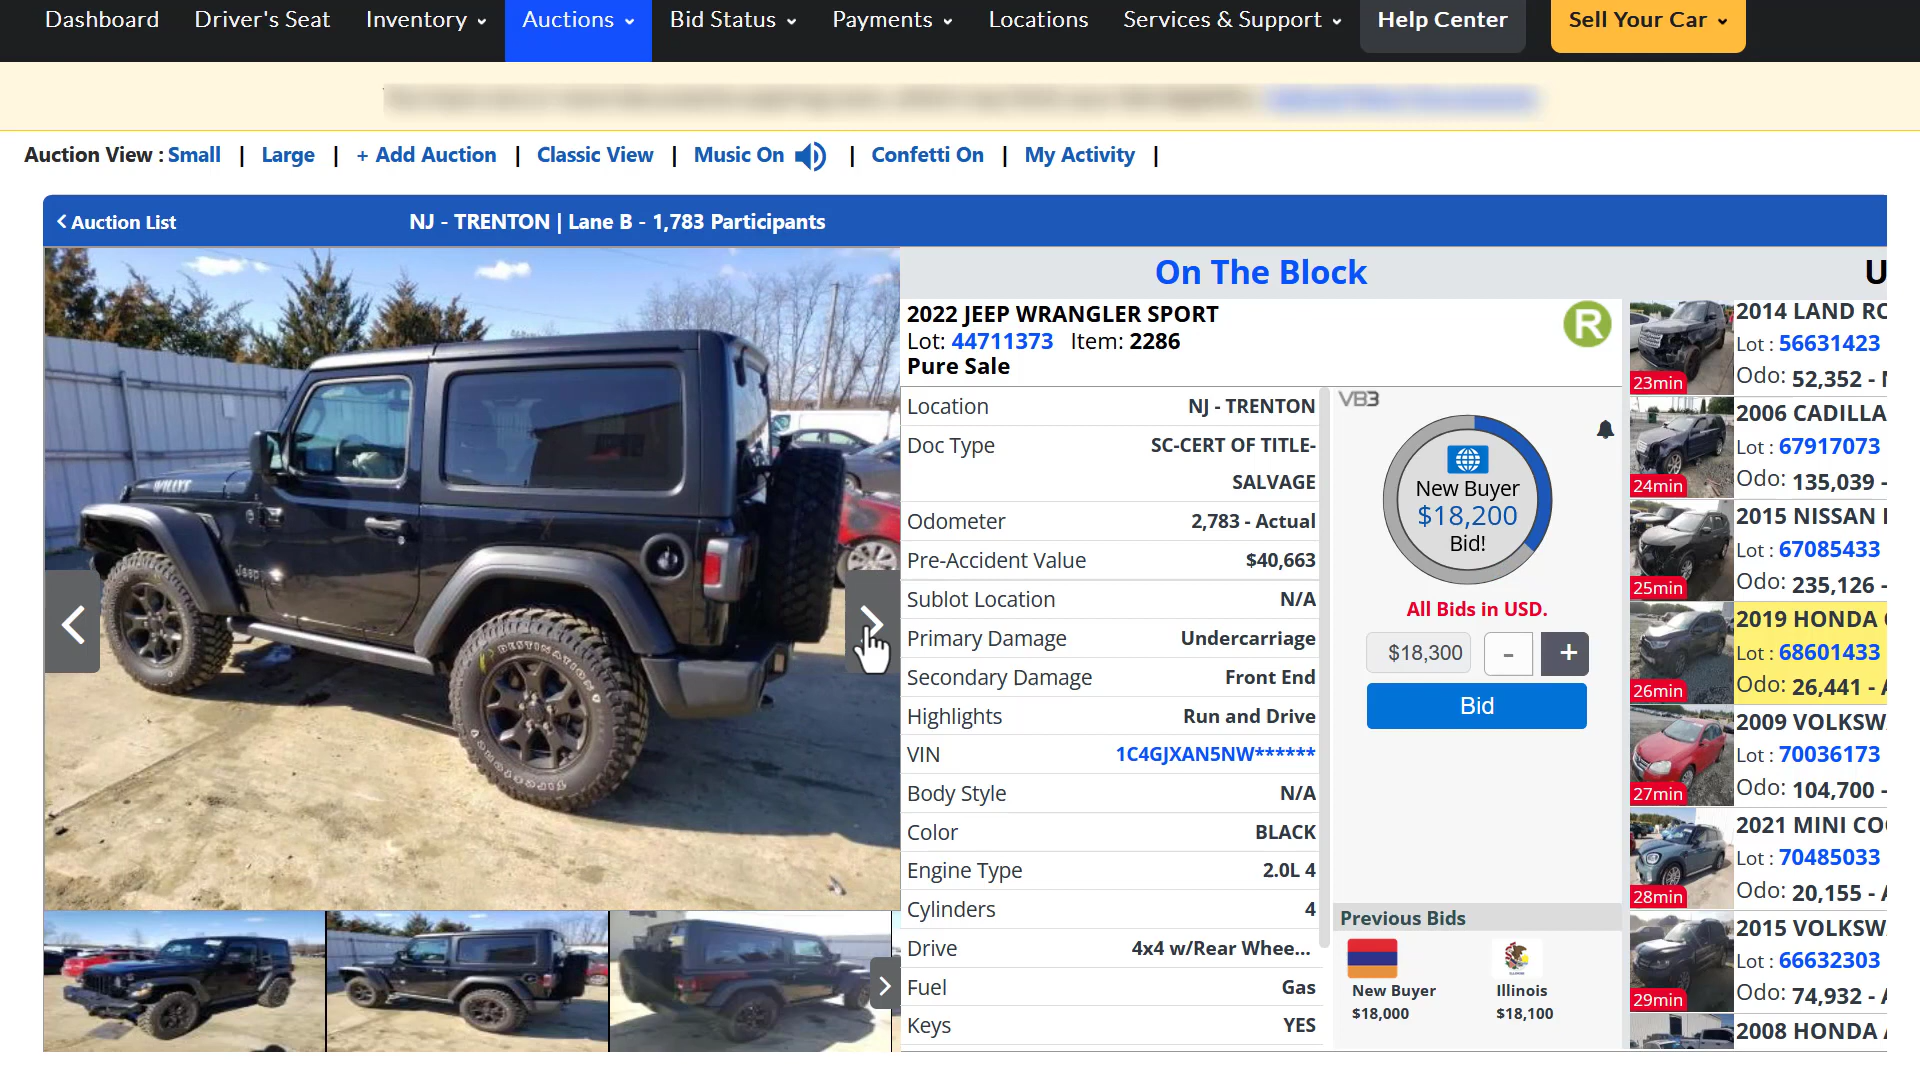 Dashboard
Driver's Seat
Inventory
Auctions
Bid Status
Payments
Locations
Services & Support
Help Center
Sell Your Car
Auction View : Small | Large | + Add Auction | Classic View | Music On | Confetti On | My Activity |
Auction List
NJ - TRENTON | Lane B - 1,783 Participants
On The Block
2022 JEEP WRANGLER SPORT
Lot: 44711373 Item: 2286
Pure Sale
R
Location NJ - TRENTON
Doc Type SC-CERT OF TITLE-
SALVAGE
Odometer 2,783 - Actual
Pre-Accident Value $40,663
Sublot Location N/A
Primary Damage Undercarriage
Secondary Damage Front End
Highlights Run and Drive
VIN 1C4GJXAN5NW******
Body Style N/A
Color BLACK
Engine Type 2.0L 4
Cylinders 4
Drive 4x4 w/Rear Whee...
Fuel Gas
Keys YES
VB3
New Buyer
$18,200
Bid!
All Bids in USD.
$18,300 - +
Bid
Previous Bids
New Buyer
$18,000
Illinois
$18,100
U
2014 LAND RO
Lot : 56631423
Odo: 52,352 -
23min
2006 CADILLA
Lot : 67917073
Odo: 135,039 -
24min
2015 NISSAN
Lot : 67085433
Odo: 235,126 -
25min
2019 HONDA
Lot : 68601433
Odo: 26,441 - A
26min
2009 VOLKSW
Lot : 70036173
Odo: 104,700 -
27min
2021 MINI COO
Lot : 70485033
Odo: 20,155 - A
28min
2015 VOLKSW
Lot : 66632303
Odo: 74,932 - A
29min
2008 HONDA A
WILLYS
Jeep
DESTINATION
FIRESTONE